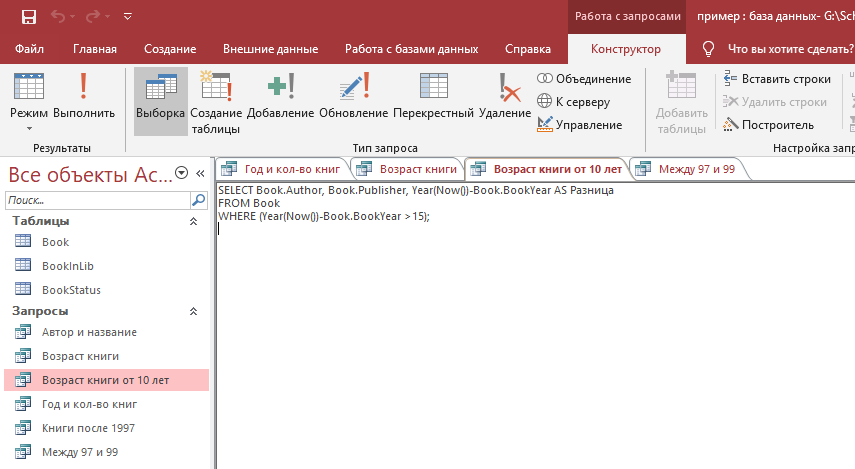 Работа с запросами
пример : база данных- G:\Sch
Файл
Главная
Создание
Внешние данные
Работа с базами данных
Справка
Конструктор
Что вы хотите сделать?
Режим
Выполнить
Результаты
Выборка
Создание таблицы
Добавление
Обновление
Перекрестный
Удаление
Объединение
К серверу
Управление
Тип запроса
Добавить таблицы
Вставить строки
Удалить строки
Построитель
Настройка запр
Все объекты Ac...
Поиск...
Таблицы
Book
BookInLib
BookStatus
Запросы
Автор и название
Возраст книги
Возраст книги от 10 лет
Год и кол-во книг
Книги после 1997
Между 97 и 99
Год и кол-во книг
Возраст книги
Возраст книги от 10 лет
Между 97 и 99
SELECT Book.Author, Book.Publisher, Year(Now())-Book.BookYear AS Разница
FROM Book
WHERE (Year(Now())-Book.BookYear >15);